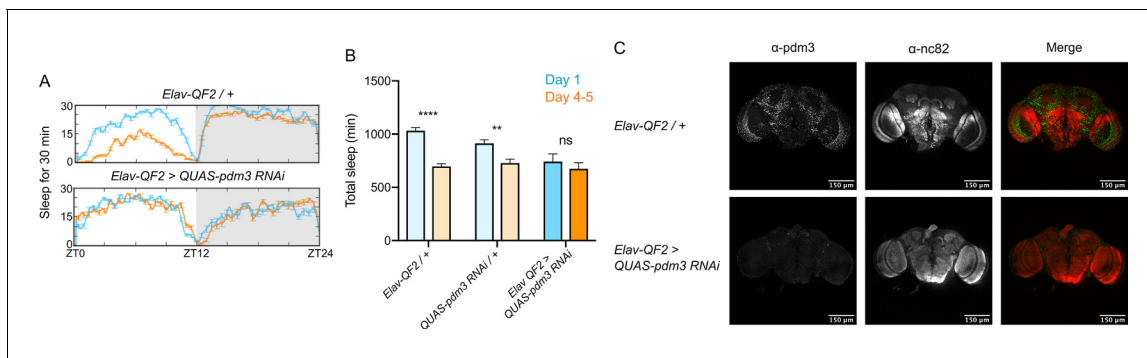 A
Elav-QF2 / +
30
15
0
Elav-QF2 > QUAS-pdm3 RNAi
30
15
0
ZT0
ZT12
ZT24
Sleep for 30 min
B
Day 1
Day 4-5
1500
1000
500
0
Total sleep (min)
****
**
ns
Elav-QF2 / +
QUAS-pdm3 RNAi / +
Elav QF2 >
QUAS-pdm3 RNAi
C
α-pdm3
α-nc82
Merge
Elav-QF2 / +
150 µm
150 µm
150 µm
Elav-QF2 >
QUAS-pdm3 RNAi
150 µm
150 µm
150 µm